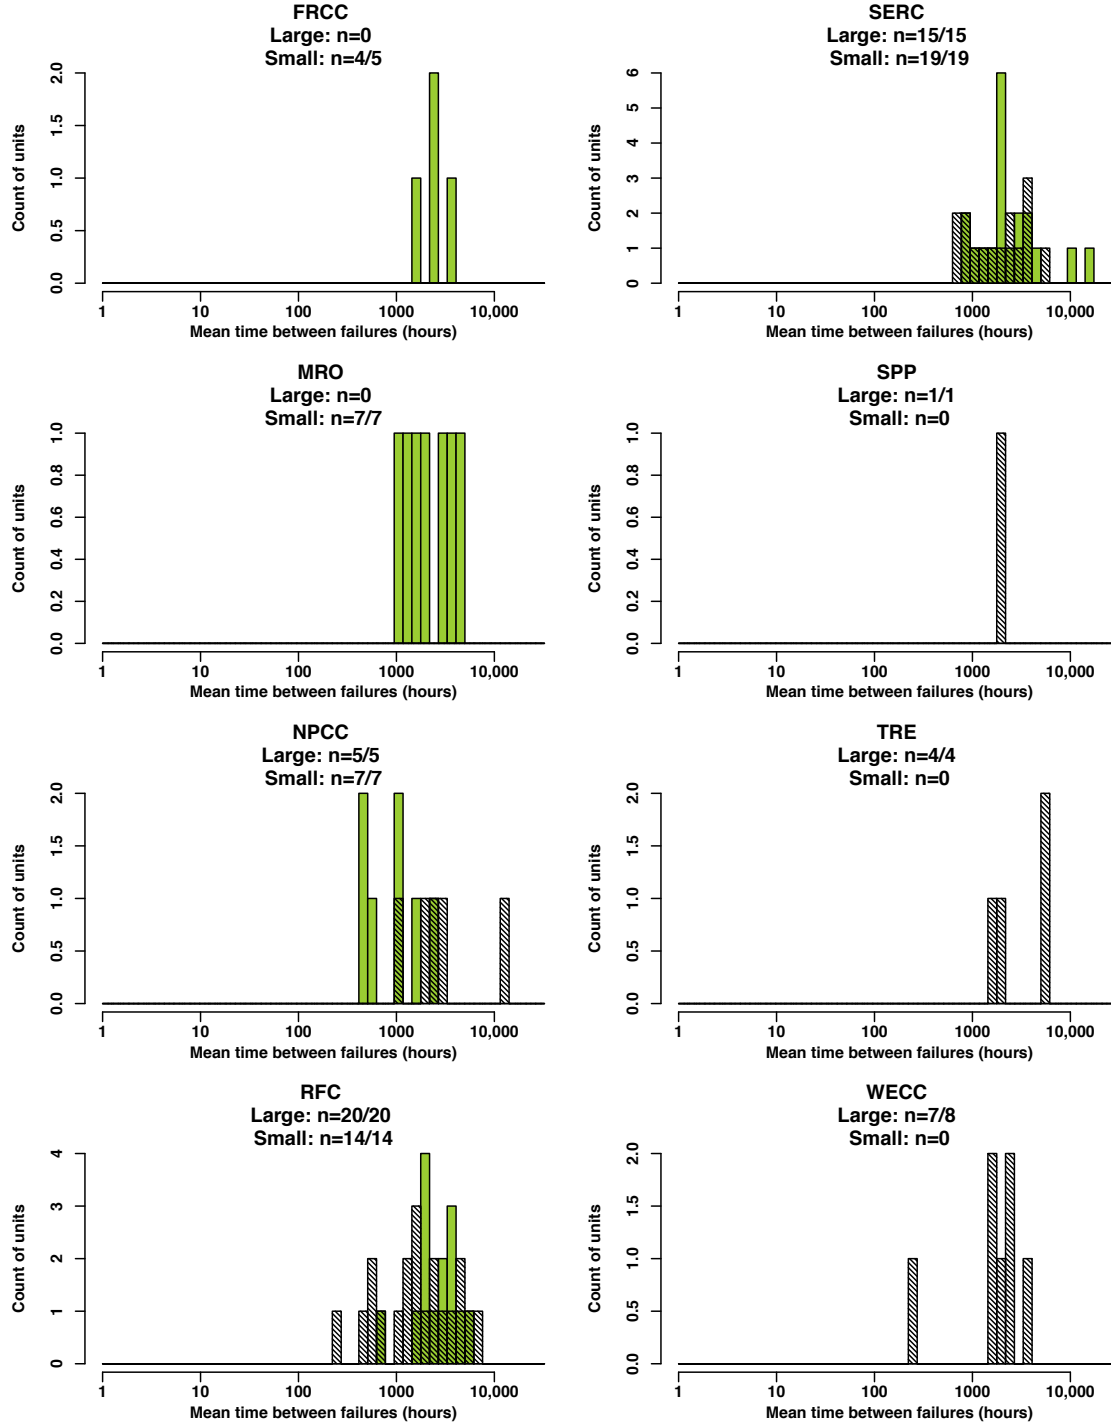 FRCC
Large: n=0
Small: n=4/5
Count of units
2.0
1.5
1.0
0.5
0.0
1
10
100
1000
10,000
Mean time between failures (hours)
SERC
Large: n=15/15
Small: n=19/19
Count of units
6
5
4
3
2
1
0
1
10
100
1000
10,000
Mean time between failures (hours)
MRO
Large: n=0
Small: n=7/7
Count of units
1.0
0.8
0.6
0.4
0.2
0.0
1
10
100
1000
10,000
Mean time between failures (hours)
SPP
Large: n=1/1
Small: n=0
Count of units
1.0
0.8
0.6
0.4
0.2
0.0
1
10
100
1000
10,000
Mean time between failures (hours)
NPCC
Large: n=5/5
Small: n=7/7
Count of units
2.0
1.5
1.0
0.5
0.0
1
10
100
1000
10,000
Mean time between failures (hours)
TRE
Large: n=4/4
Small: n=0
Count of units
2.0
1.5
1.0
0.5
0.0
1
10
100
1000
10,000
Mean time between failures (hours)
RFC
Large: n=20/20
Small: n=14/14
Count of units
4
3
2
1
0
1
10
100
1000
10,000
Mean time between failures (hours)
WECC
Large: n=7/8
Small: n=0
Count of units
2.0
1.5
1.0
0.5
0.0
1
10
100
1000
10,000
Mean time between failures (hours)